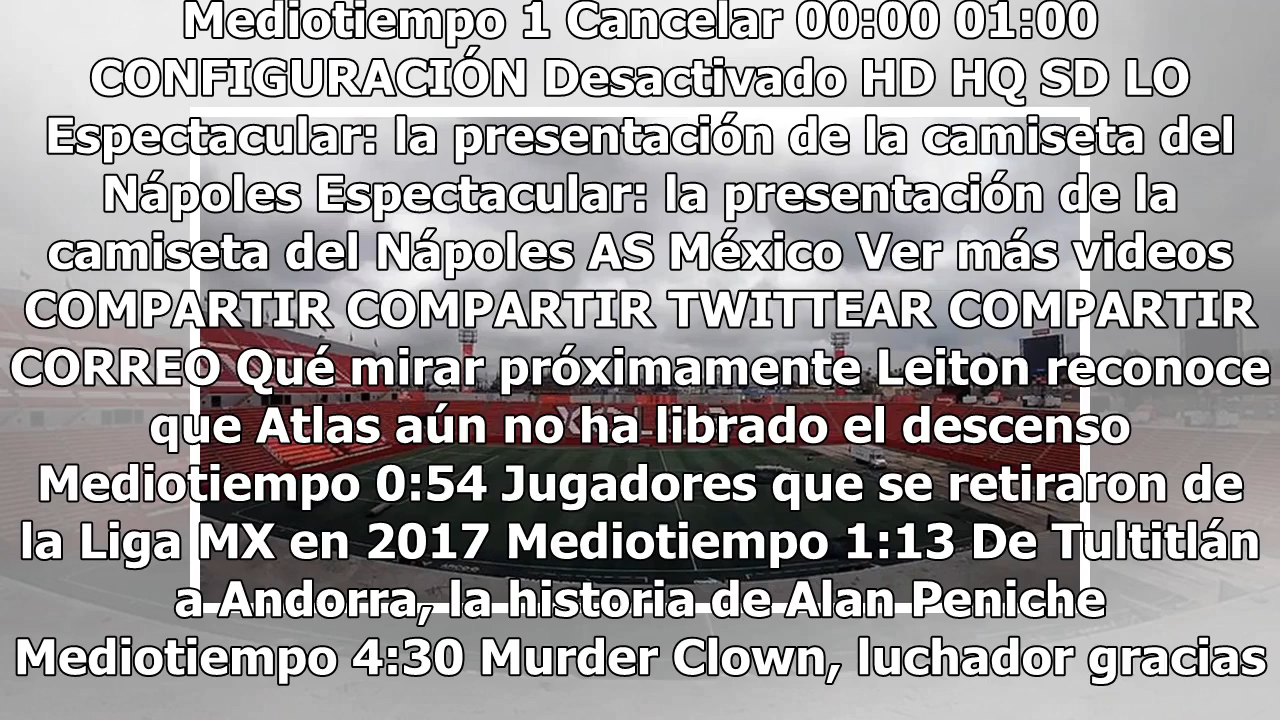 Mediotiempo 1 Cancelar 00:00 01:00
CONFIGURACIÓN Desactivado HD HQ SD LO
Espectacular: la presentación de la camiseta del
Nápoles Espectacular: la presentación de la
camiseta del Nápoles AS México Ver más videos
COMPARTIR COMPARTIR TWITTEAR COMPARTIR
CORREO Qué mirar próximamente Leiton reconoce
que Atlas aún no ha librado el descenso
Mediotiempo 0:54 Jugadores que se retiraron de
la Liga MX en 2017 Mediotiempo 1:13 De Tultitlán
a Andorra, la historia de Alan Peniche
Mediotiempo 4:30 Murder Clown, luchador gracias